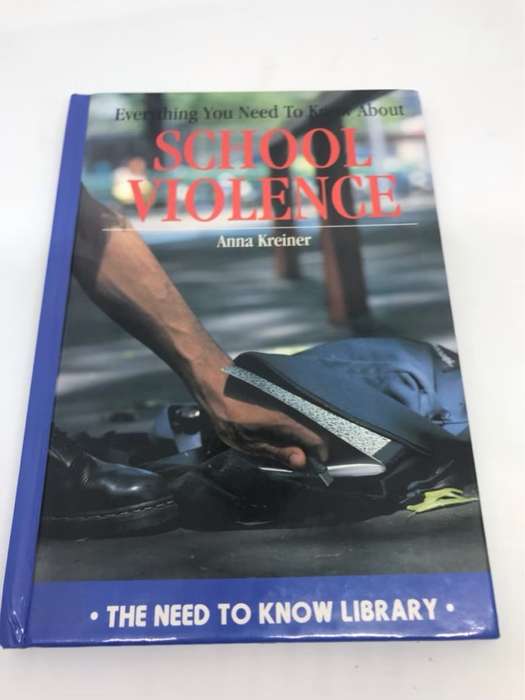 Everything You Need To Know About
SCHOOL
VIOLENCE
Anna Kreiner
• THE NEED TO KNOW LIBRARY •